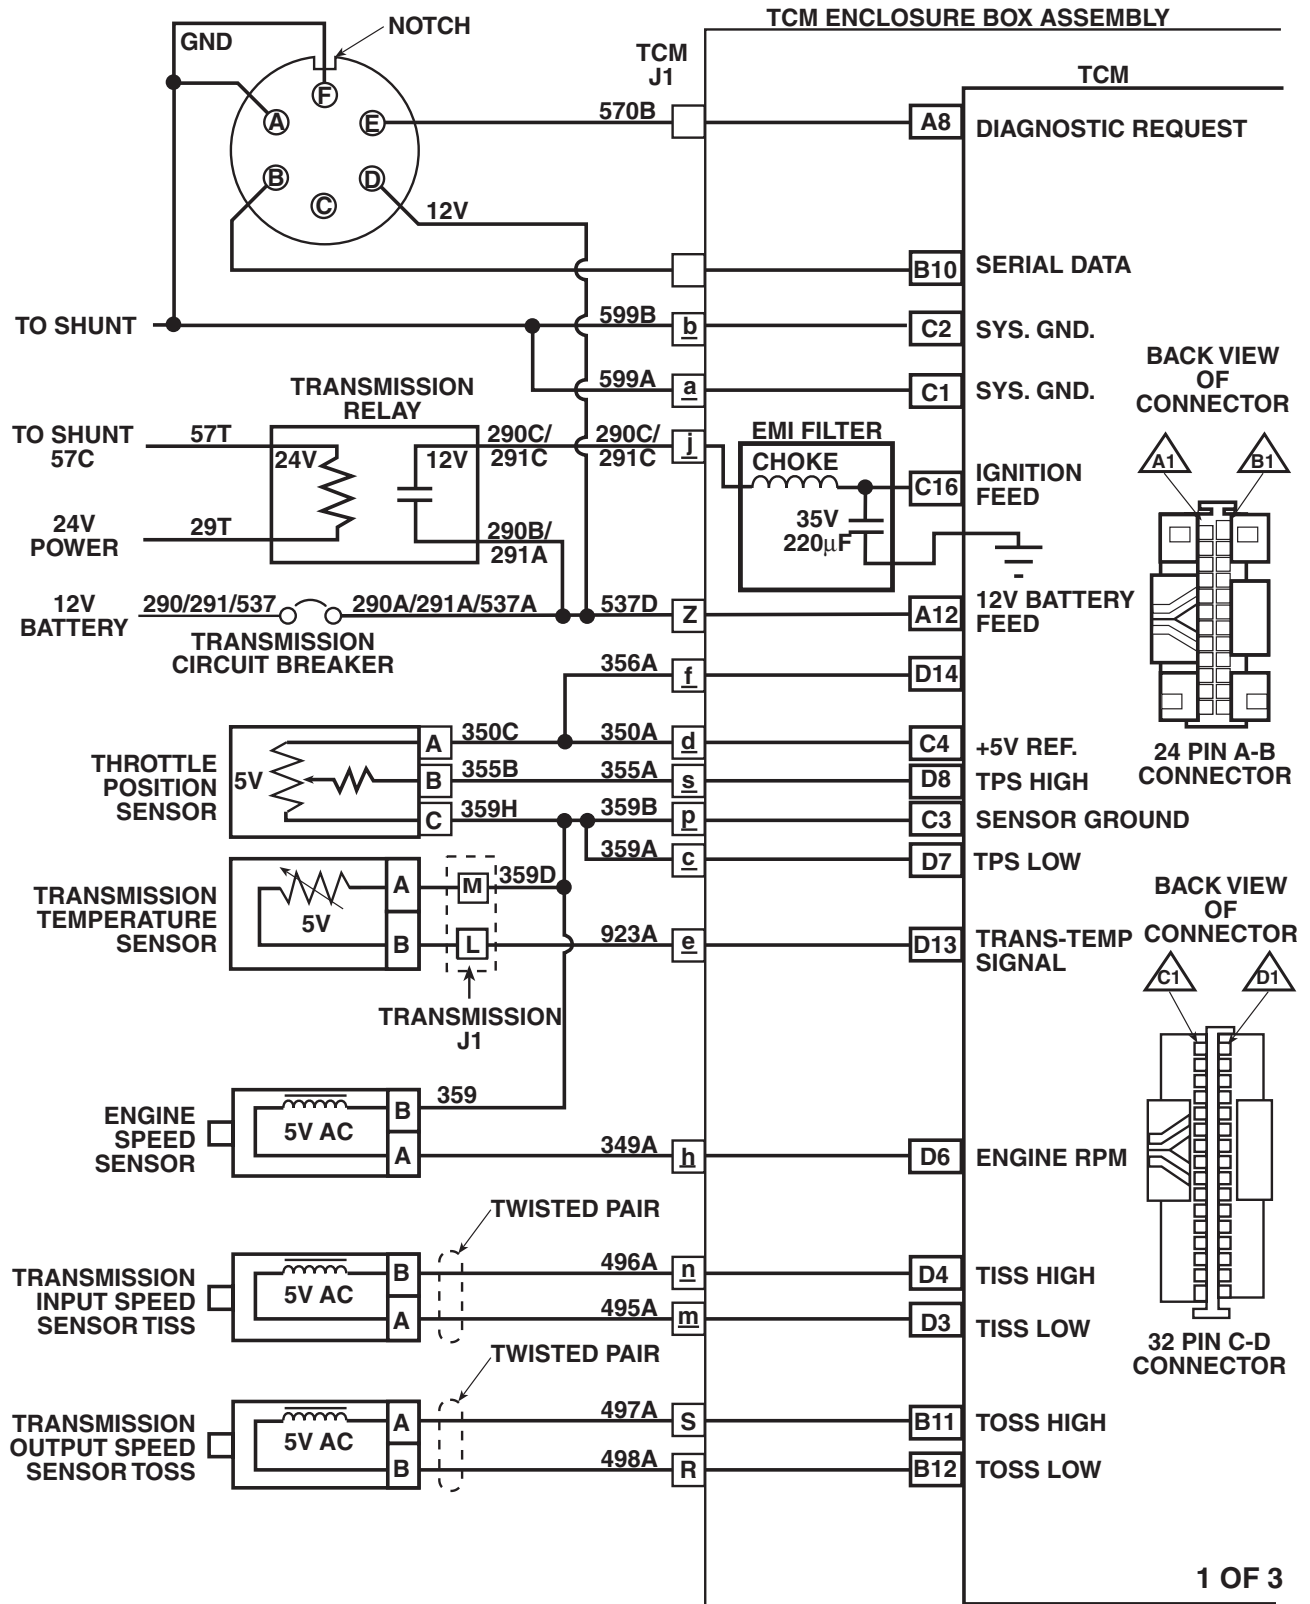 TCM ENCLOSURE BOX ASSEMBLY
NOTCH
GND
TCM
J1
TCM
F
A
E
570B
A8
DIAGNOSTIC REQUEST
B
D
C
12V
B10
SERIAL DATA
TO SHUNT
599B
b
C2
SYS. GND.
599A
a
C1
SYS. GND.
BACK VIEW
OF
CONNECTOR
A1
B1
24 PIN A-B
CONNECTOR
TRANSMISSION
RELAY
TO SHUNT
57C
57T
24V
12V
290C/
291C
290C/
291C
j
EMI FILTER
CHOKE
35V
220μF
C16
IGNITION
FEED
24V
POWER
29T
290B/
291A
12V
BATTERY
290/291/537
290A/291A/537A
537D
Z
A12
12V BATTERY
FEED
TRANSMISSION
CIRCUIT BREAKER
356A
f
D14
THROTTLE
POSITION
SENSOR
5V
A
350C
350A
d
C4
+5V REF.
B
355B
355A
s
D8
TPS HIGH
C
359H
359B
p
C3
SENSOR GROUND
359A
c
D7
TPS LOW
TRANSMISSION
TEMPERATURE
SENSOR
5V
A
M
359D
B
L
923A
e
D13
TRANS-TEMP
SIGNAL
TRANSMISSION
J1
BACK VIEW
OF
CONNECTOR
C1
D1
32 PIN C-D
CONNECTOR
ENGINE
SPEED
SENSOR
5V AC
B
359
A
349A
h
D6
ENGINE RPM
TWISTED PAIR
TRANSMISSION
INPUT SPEED
SENSOR TISS
5V AC
B
496A
n
D4
TISS HIGH
A
495A
m
D3
TISS LOW
TWISTED PAIR
TRANSMISSION
OUTPUT SPEED
SENSOR TOSS
5V AC
A
497A
S
B11
TOSS HIGH
B
498A
R
B12
TOSS LOW
1 OF 3